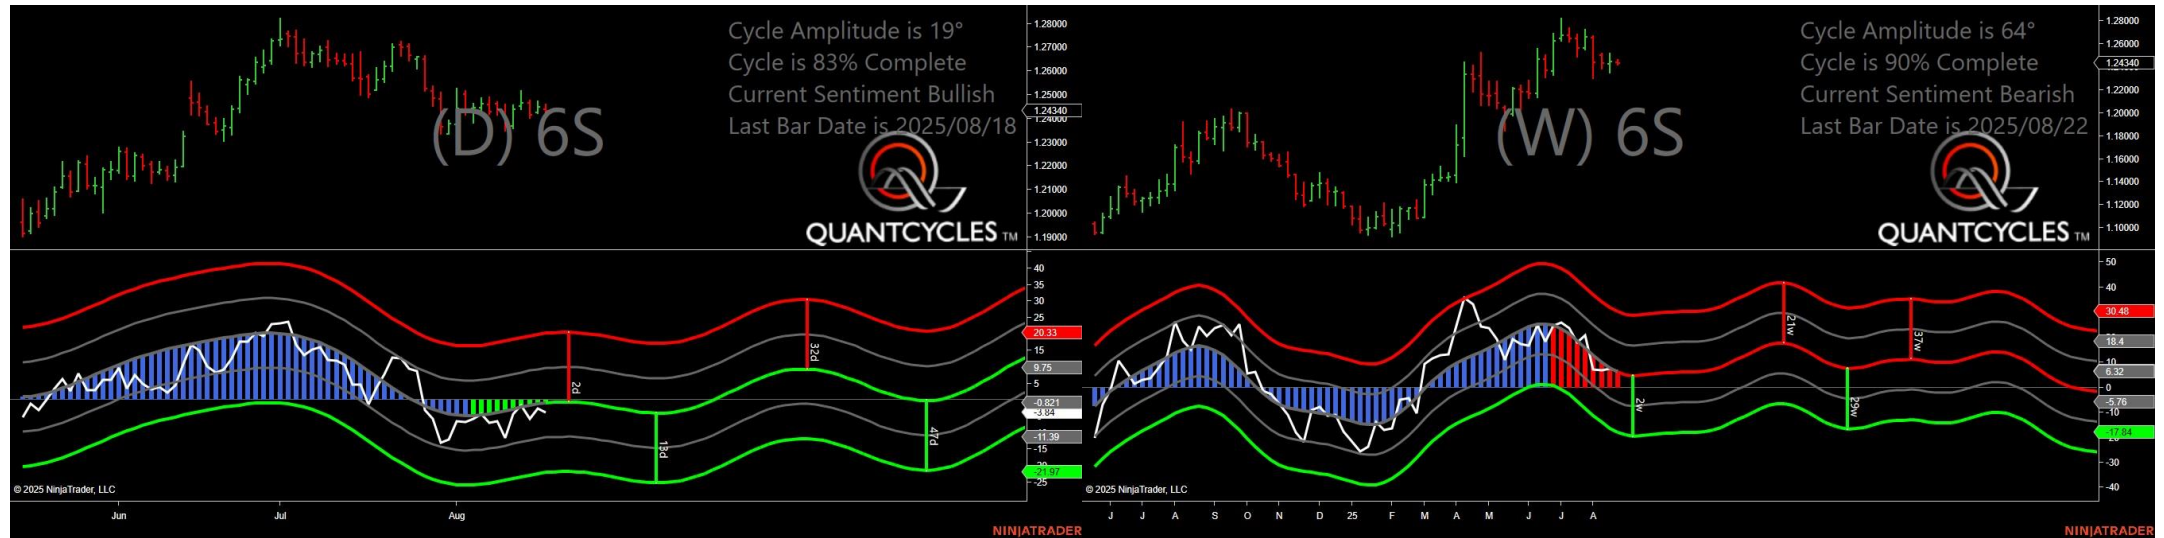 Cycle Amplitude is 19°
Cycle is 83% Complete
Current Sentiment Bullish
Last Bar Date is 2025/08/18
(D) 6S
QUANTCYCLES TM
1.28000
1.27000
1.26000
1.25000
1.24340
1.24000
1.23000
1.22000
1.21000
1.20000
1.19000
40
35
30
25
20.33
15
9.75
5
-0.821
-3.84
-11.39
-15
-21.97
-25
2d
13d
32d
47d
© 2025 NinjaTrader, LLC
Jun
Jul
Aug
NINJATRADER
Cycle Amplitude is 64°
Cycle is 90% Complete
Current Sentiment Bearish
Last Bar Date is 2025/08/22
(W) 6S
QUANTCYCLES TM
1.28000
1.26000
1.24340
1.22000
1.20000
1.18000
1.16000
1.14000
1.12000
1.10000
50
40
30.48
18.4
10
6.32
0
-5.76
-10
-17.84
-30
-40
2w
21w
29w
37w
© 2025 NinjaTrader, LLC
J
J
A
S
O
N
D
25
F
M
A
M
J
J
A
NINJATRADER